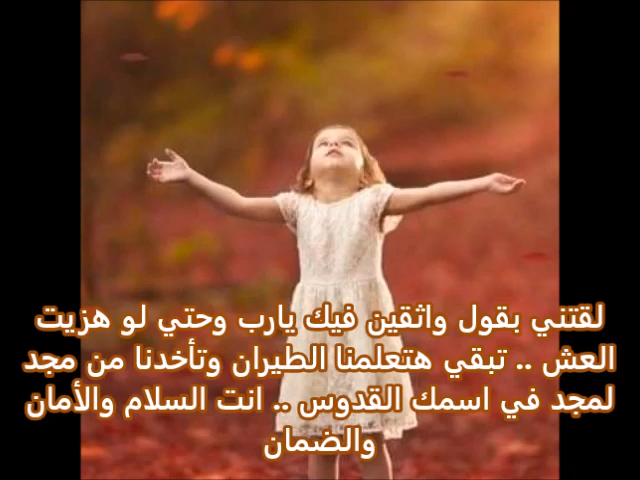 لقتني بقول واثقين فيك يارب وحتي لو هزيت
العش .. تبقي هتعلمنا الطيران وتأخدنا من مجد
لمجد في اسمك القدوس .. انت السلام والأمان
والضمان